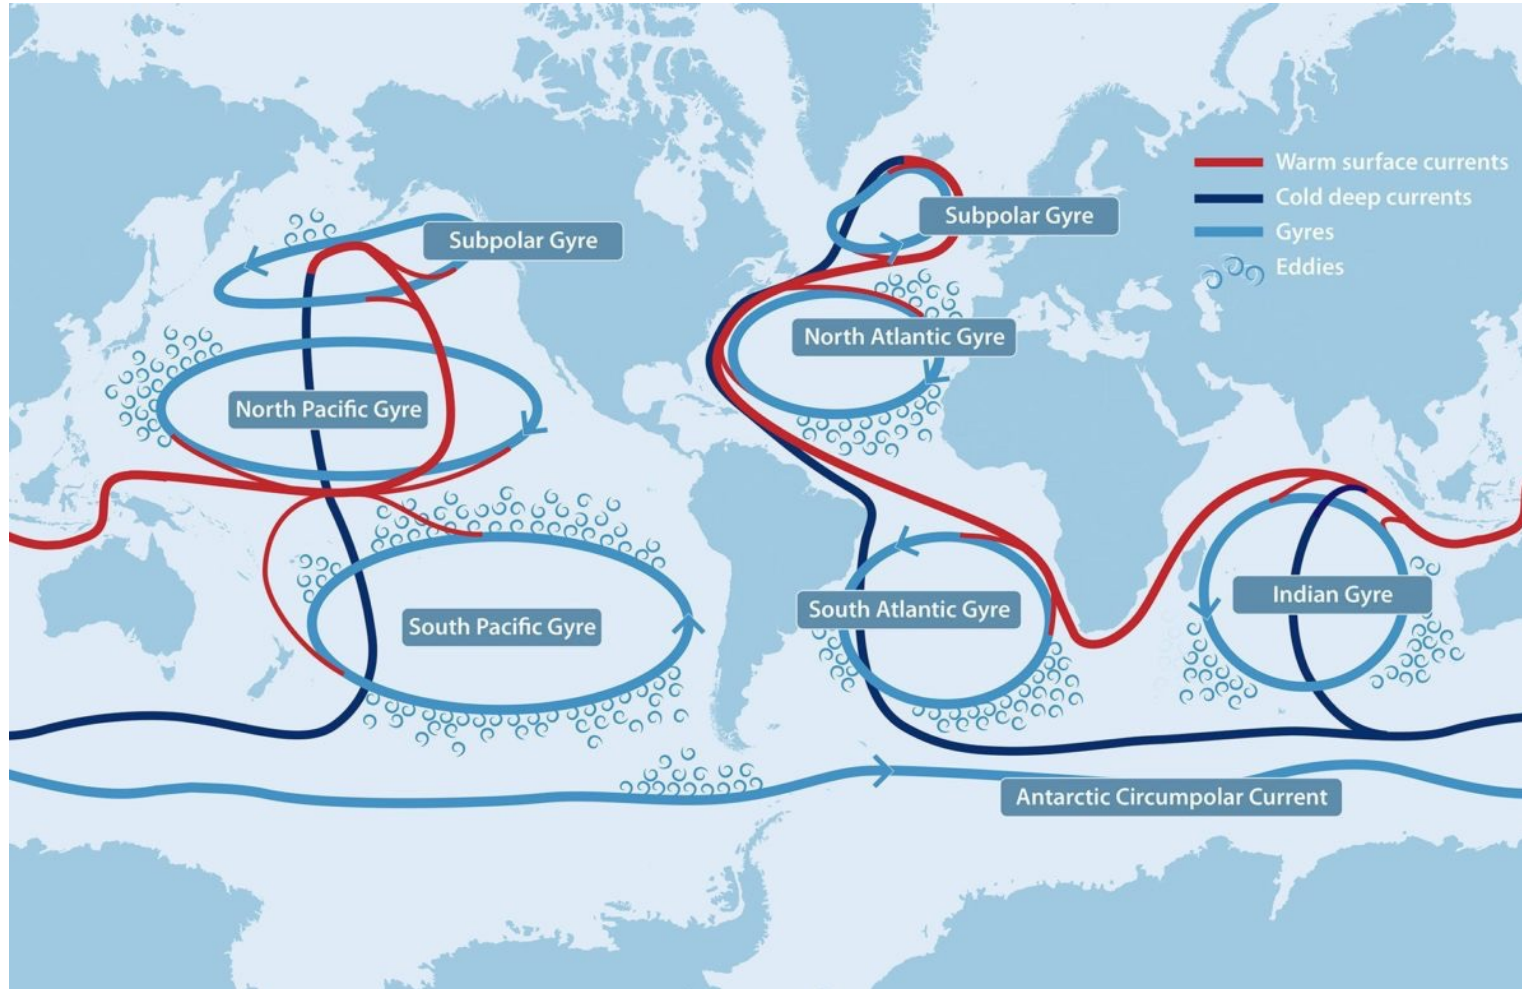 Warm surface currents
Cold deep currents
Gyres
Eddies
Subpolar Gyre
Subpolar Gyre
North Atlantic Gyre
North Pacific Gyre
Indian Gyre
South Atlantic Gyre
South Pacific Gyre
Antarctic Circumpolar Current